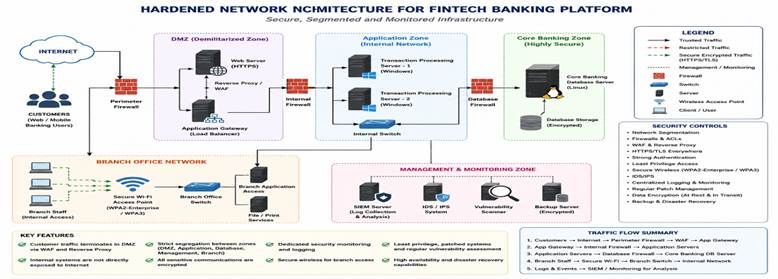 HARDENED NETWORK NCMITECTURE FOR FINTECH BANKING PLATFORM
Secure, Segmented and Monitored Infrastructure
INTERNET
CUSTOMERS
(Web / Mobile
Banking Users)
Perimeter
Firewall
DMZ (Demilitarized Zone)
Web Server
(HTTPS)
Reverse Proxy /
WAF
Application Gateway
(Load Balancer)
Internal
Firewall
Application Zone
(Internal Network)
Transaction Processing
Server - 1
(Windows)
Transaction Processing
Server - 2
(Windows)
Internal Switch
Database
Firewall
Core Banking Zone
(Highly Secure)
Core Banking
Database Server
(Linux)
Database Storage
(Encrypted)
LEGEND
Trusted Traffic
Restricted Traffic
Secure Encrypted Traffic
(HTTPS/TLS)
Management / Monitoring
Firewall
Switch
Server
Wireless Access Point
Client / User
SECURITY CONTROLS
• Network Segmentation
• Firewalls & ACLs
• WAF & Reverse Proxy
• HTTPS/TLS Everywhere
• Strong Authentication
• Least Privilege Access
• Secure Wireless (WPA2-Enterprise / WPA3)
• IDS/IPS
• Centralized Logging & Monitoring
• Regular Patch Management
• Data Encryption (At Rest & In Transit)
• Backup & Disaster Recovery
BRANCH OFFICE NETWORK
Branch Staff
(Internal Access)
Secure Wi-Fi
Access Point
(WPA2-Enterprise
/ WPA3)
Branch Office
Switch
Branch Application
Access
File / Print
Services
MANAGEMENT & MONITORING ZONE
SIEM Server
(Log Collection
& Analysis)
IDS / IPS
System
Vulnerability
Scanner
Backup Server
(Encrypted)
KEY FEATURES
Customer traffic terminates in DMZ
via WAF and Reverse Proxy
Internal systems are not directly
exposed to Internet
Strict segregation between zones
(DMZ, Application, Database,
Management, Branch)
All sensitive communications
are encrypted
Dedicated security monitoring
and logging
Secure wireless for branch access
Least privilege, patched systems
and regular vulnerability assessment
High availability and disaster recovery
capabilities
TRAFFIC FLOW SUMMARY
1. Customers → Internet → Perimeter Firewall → WAF → App Gateway
2. App Gateway → Internal Firewall → Application Servers
3. Application Servers → Database Firewall → Core Banking DB Server
4. Branch Staff → Secure Wi-Fi → Branch Switch → Internal Network
5. Logs & Events → SIEM / Monitoring for Analysis